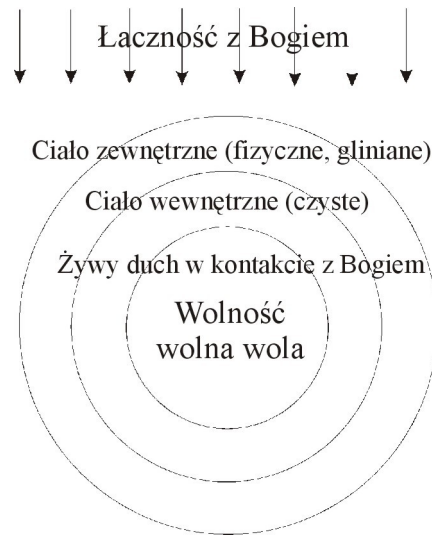 Łaczność z Bogiem
Ciało zewnętrzne (fizyczne, gliniane)
Ciało wewnętrzne (czyste)
Żywy duch w kontakcie z Bogiem
Wolność
wolna wola